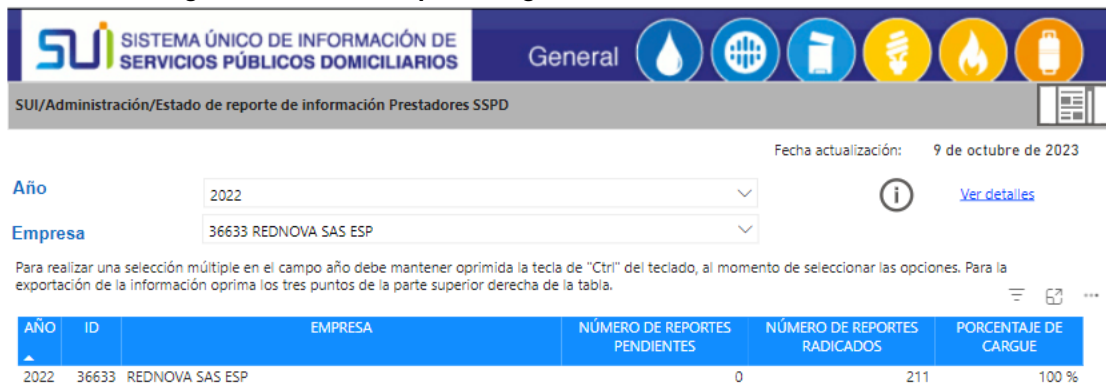 sui SISTEMA ÚNICO DE INFORMACIÓN DE
SERVICIOS PÚBLICOS DOMICILIARIOS
General
SUI/Administración/Estado de reporte de información Prestadores SSPD
Fecha actualización: 9 de octubre de 2023
Año 2022
Ver detalles
Empresa 36633 REDNOVA SAS ESP
Para realizar una selección múltiple en el campo año debe mantener oprimida la tecla de "Ctrl" del teclado, al momento de seleccionar las opciones. Para la
exportación de la información oprima los tres puntos de la parte superior derecha de la tabla.
AÑO ID EMPRESA NÚMERO DE REPORTES PENDIENTES NÚMERO DE REPORTES RADICADOS PORCENTAJE DE CARGUE
2022 36633 REDNOVA SAS ESP 0 211 100 %